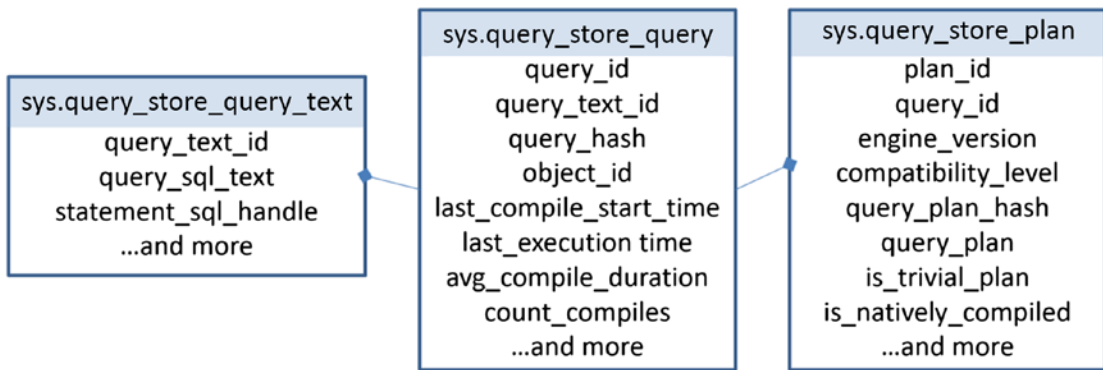 sys.query_store_query_text
query_text_id
query_sql_text
statement_sql_handle
...and more
sys.query_store_query
query_id
query_text_id
query_hash
object_id
last_compile_start_time
last_execution time
avg_compile_duration
count_compiles
...and more
sys.query_store_plan
plan_id
query_id
engine_version
compatibility_level
query_plan_hash
query_plan
is_trivial_plan
is_natively_compiled
...and more